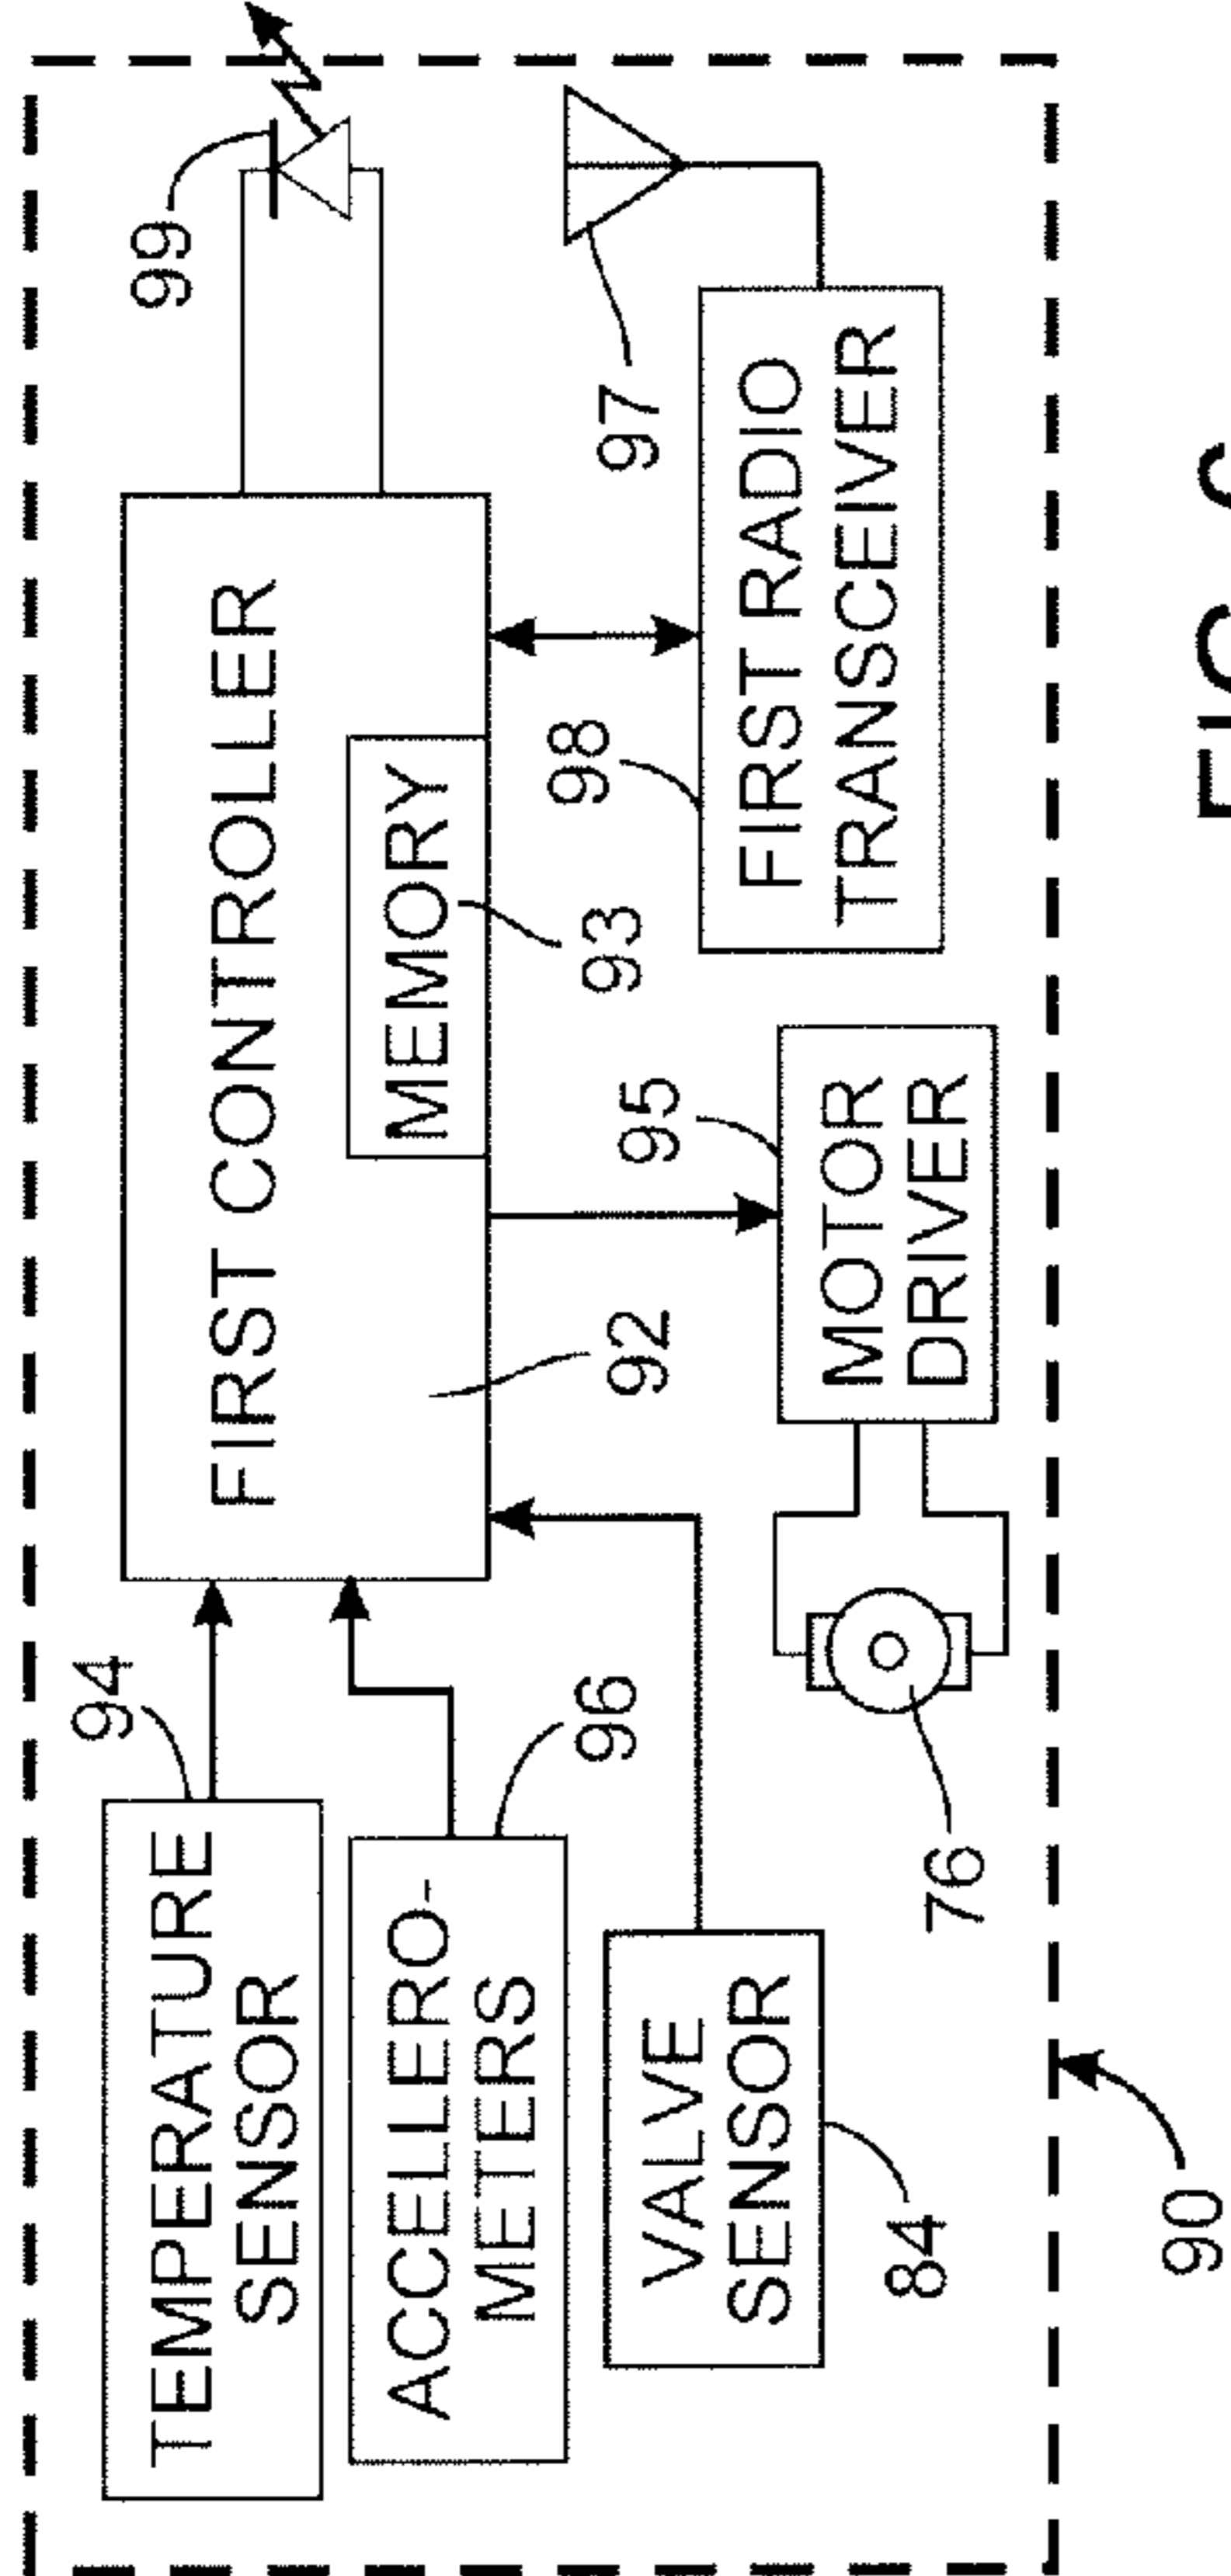 TEMPERATURE
SENSOR
94
ACCELLERO-
METERS
96
VALVE
SENSOR
84
FIRST CONTROLLER
MEMORY
92
93
99
98
97
FIRST RADIO
TRANSCEIVER
95
MOTOR
DRIVER
76
90